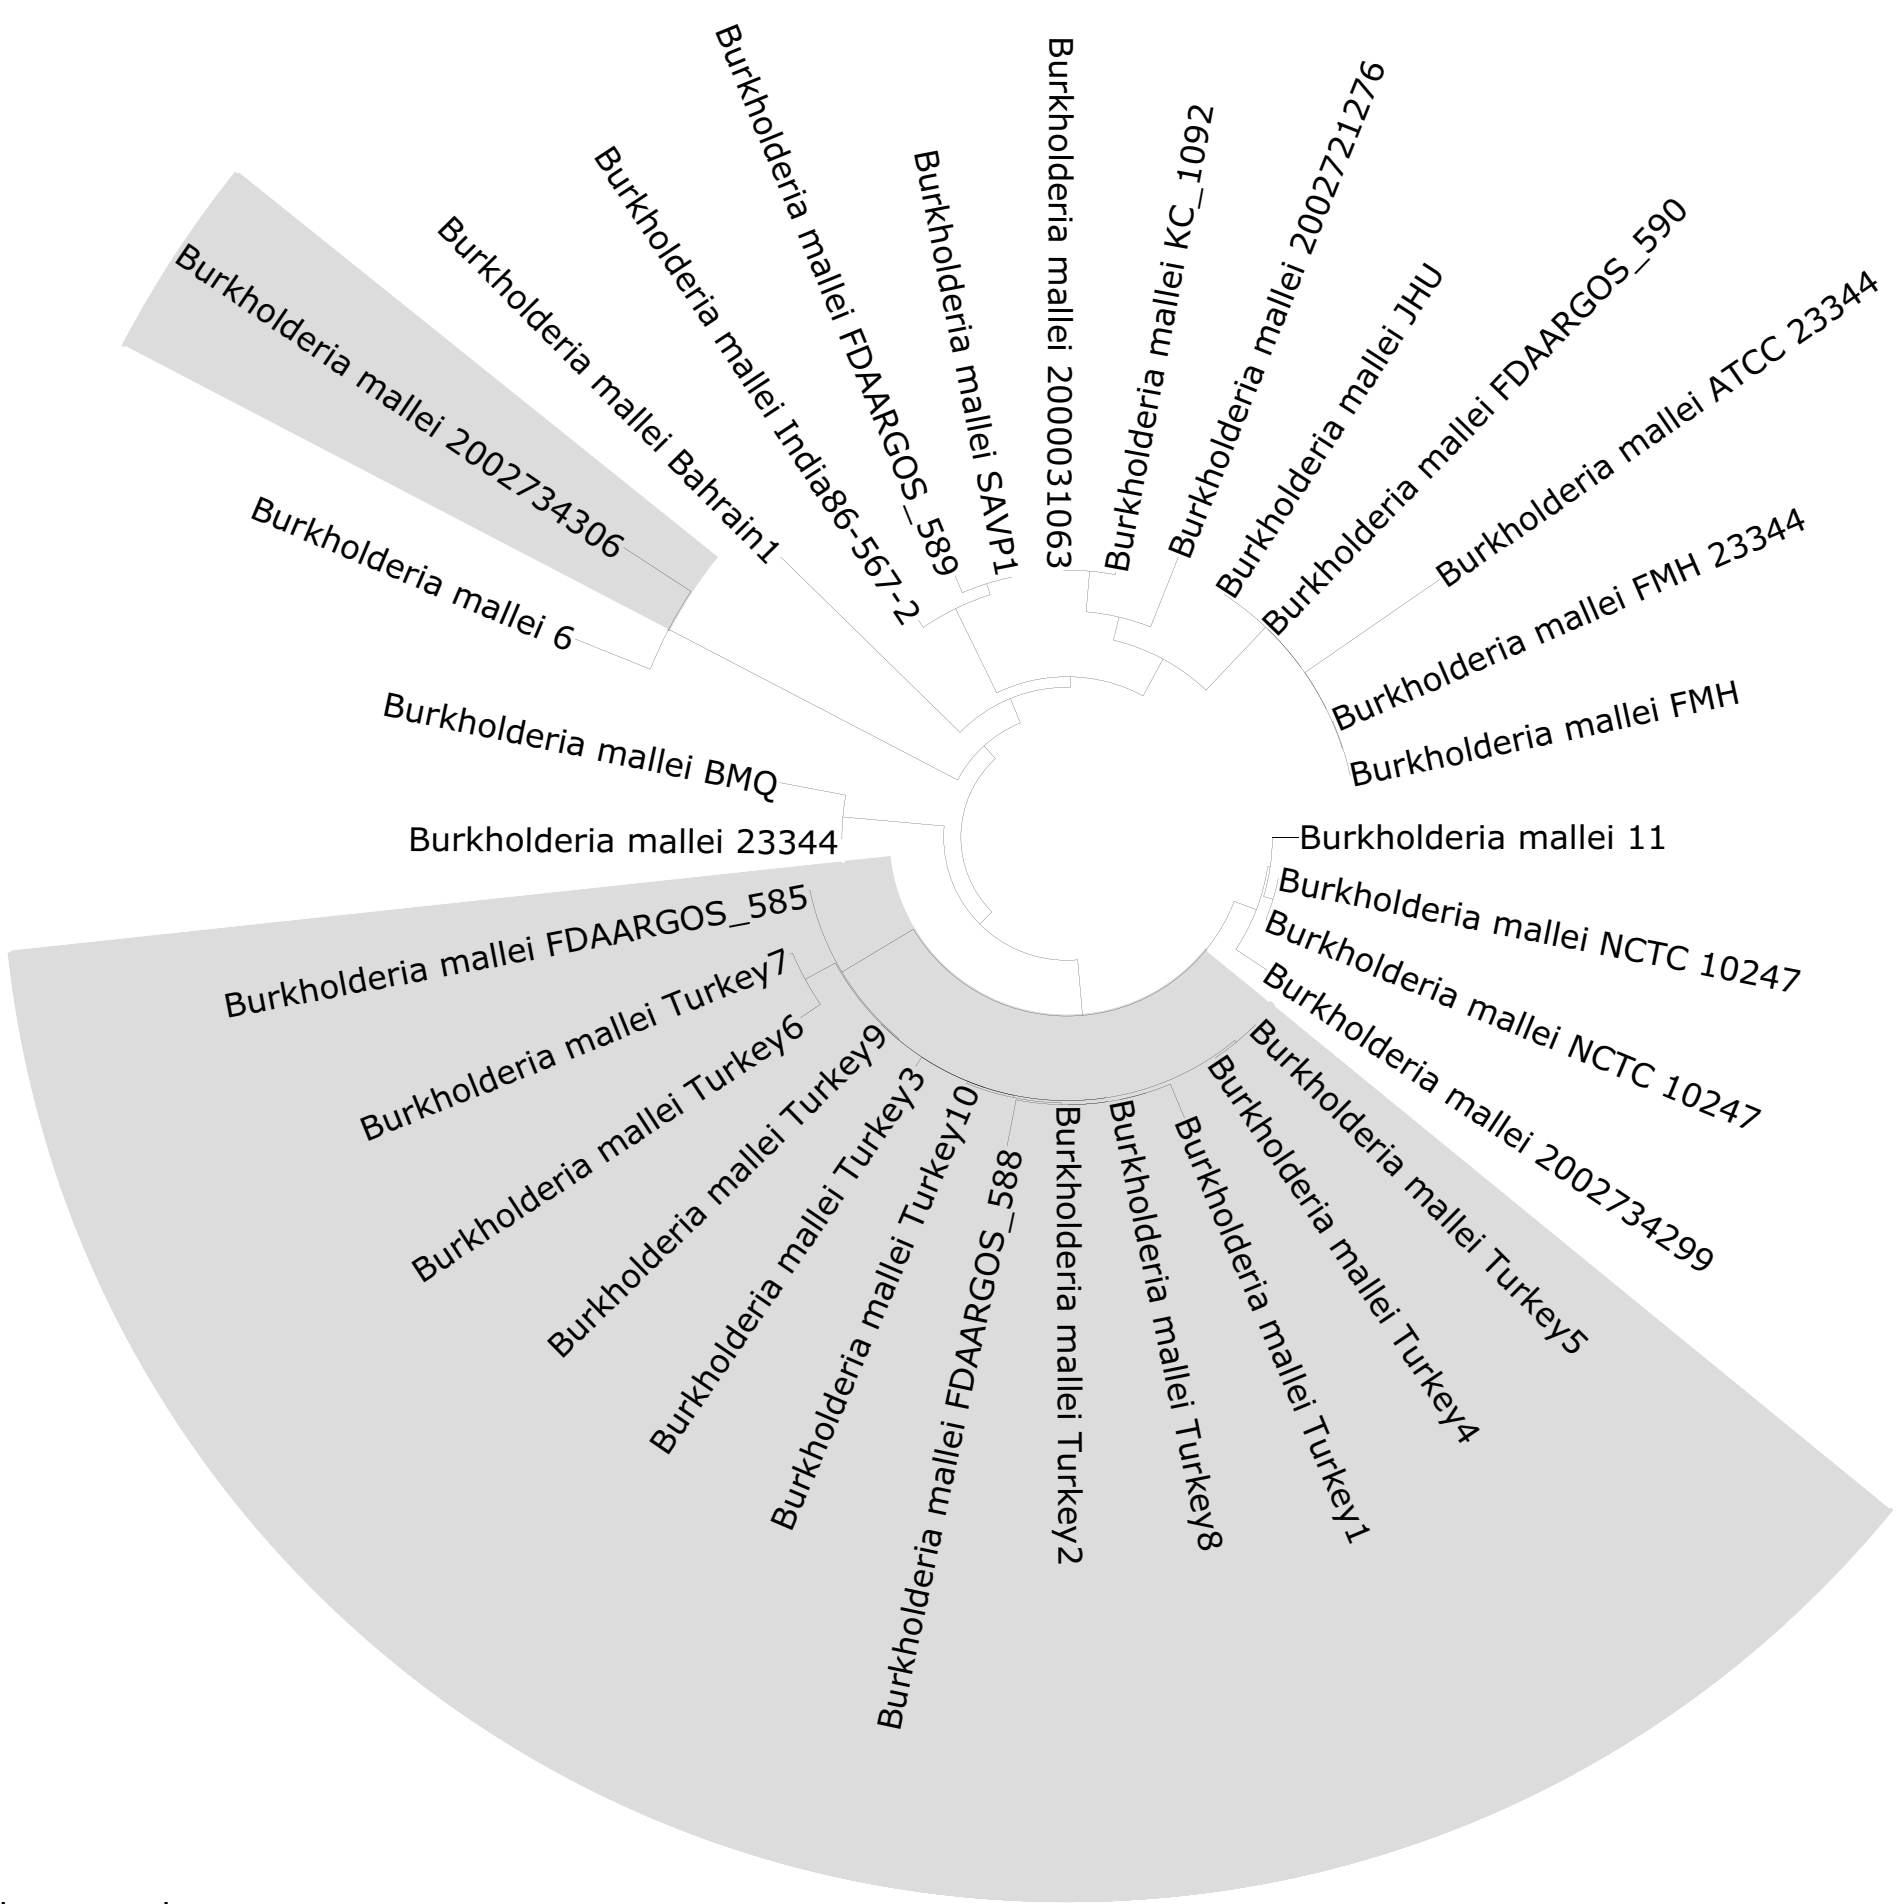 Burkholderia mallei 2000031063
Burkholderia mallei KC_1092
Burkholderia mallei 2002721276
Burkholderia mallei JHU
Burkholderia mallei FDAARGOS_590
Burkholderia mallei ATCC 23344
Burkholderia mallei FMH 23344
Burkholderia mallei FMH
Burkholderia mallei 11
Burkholderia mallei NCTC 10247
Burkholderia mallei NCTC 10247
Burkholderia mallei 2002734299
Burkholderia mallei Turkey5
Burkholderia mallei Turkey4
Burkholderia mallei Turkey1
Burkholderia mallei Turkey8
Burkholderia mallei Turkey2
Burkholderia mallei FDAARGOS_588
Burkholderia mallei Turkey10
Burkholderia mallei Turkey3
Burkholderia mallei Turkey9
Burkholderia mallei Turkey6
Burkholderia mallei Turkey7
Burkholderia mallei FDAARGOS_585
Burkholderia mallei 23344
Burkholderia mallei BMQ
Burkholderia mallei 6
Burkholderia mallei 2002734306
Burkholderia mallei Bahrain1
Burkholderia mallei India86-567-2
Burkholderia mallei FDAARGOS_589
Burkholderia mallei SAVP1